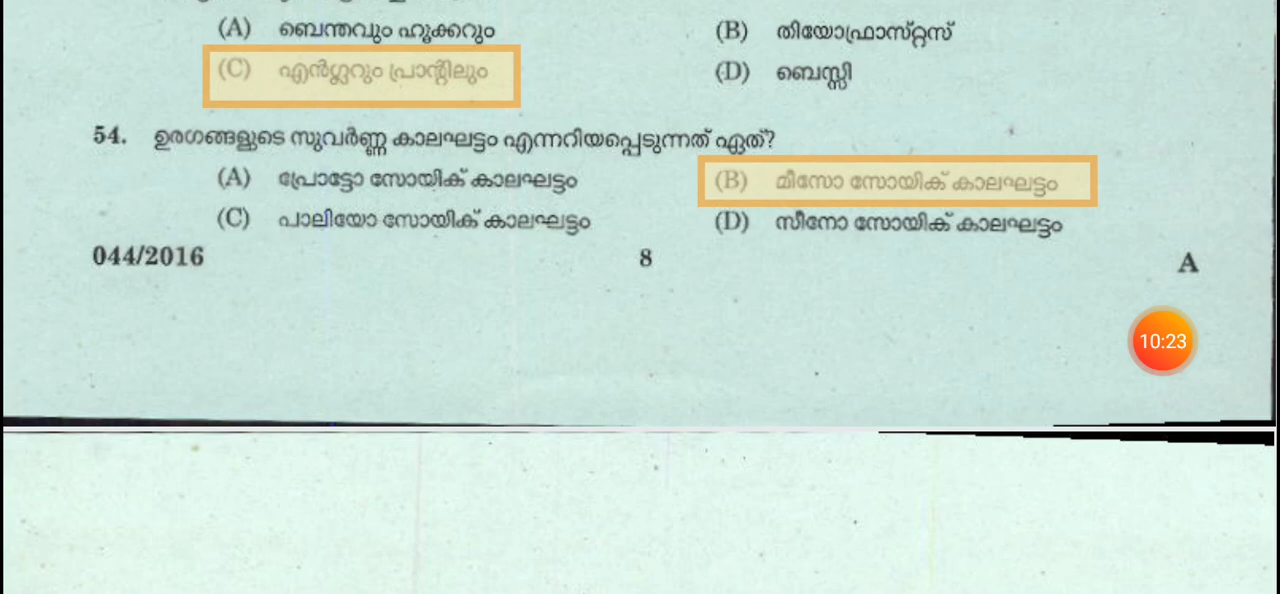 (A) ബെന്തവും ഹൂക്കറും (B) തിയോഫ്രാസ്റ്റസ്
(C) എൻഗ്ലറും പ്രാന്റിലും (D) ബെസ്സി
54. ഉരഗങ്ങളുടെ സുവർണ്ണ കാലഘട്ടം എന്നറിയപ്പെടുന്നത് ഏത്?
(A) പ്രോട്ടോ സോയിക് കാലഘട്ടം (B) മീസോ സോയിക് കാലഘട്ടം
(C) പാലിയോ സോയിക് കാലഘട്ടം (D) സീനോ സോയിക് കാലഘട്ടം
044/2016 8 A
10:23